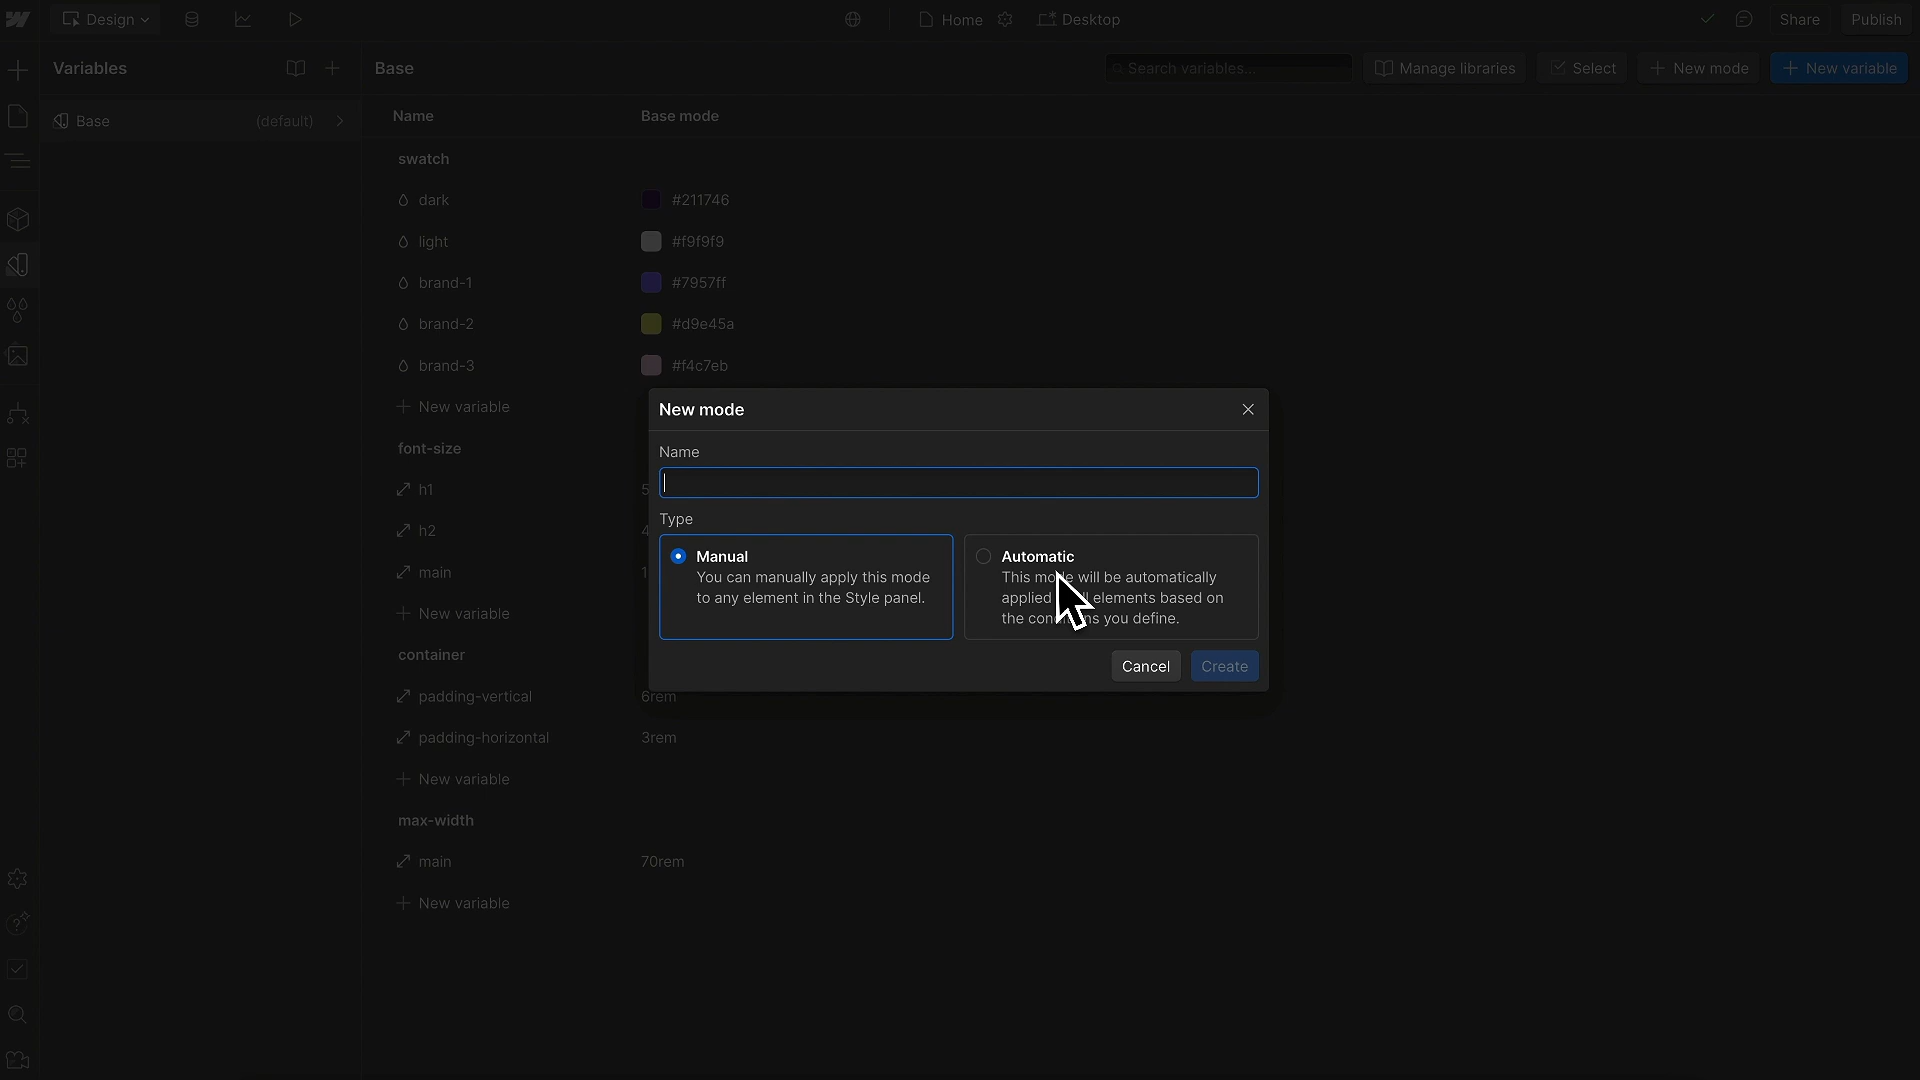 Design
Home
Desktop
Share
Publish
Variables
Base
Search variables...
Manage libraries
Select
New mode
New variable
Base
(default)
Name
Base mode
swatch
dark
#211746
light
#f9f9f9
brand-1
#7957ff
brand-2
#d9e45a
brand-3
#f4c7eb
New variable
font-size
h1
5
h2
4
main
1
New variable
container
padding-vertical
6rem
padding-horizontal
3rem
New variable
max-width
main
70rem
New variable
New mode
Name
Type
Manual
You can manually apply this mode
to any element in the Style panel.
Automatic
This mode will be automatically
applied elements based on
the you define.
Cancel
Create